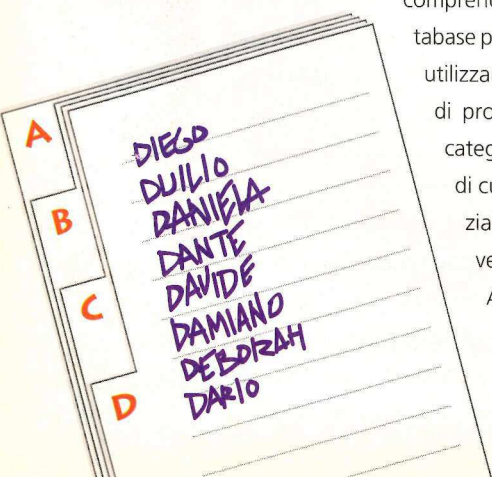 comprend
tabase p
utilizza
di pro
categ
di cu
zia
ve
A
A
B
C
D
DIEGO
DUILIO
DANIELA
DANTE
DAVIDE
DAMIANO
DEBORAH
DARIO